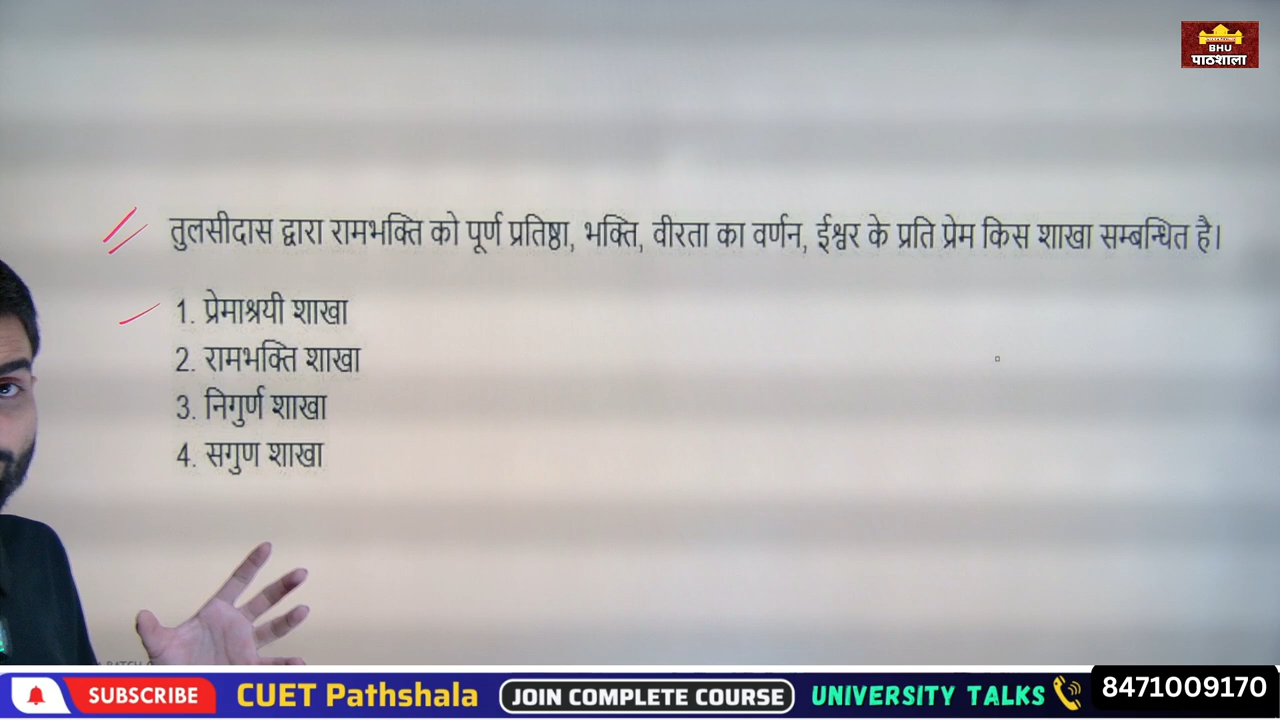 BHU
पाठशाला
तुलसीदास द्वारा रामभक्ति को पूर्ण प्रतिष्ठा, भक्ति, वीरता का वर्णन, ईश्वर के प्रति प्रेम किस शाखा सम्बन्धित है।
1. प्रेमाश्रयी शाखा
2. रामभक्ति शाखा
3. निगुर्ण शाखा
4. सगुण शाखा
SUBSCRIBE CUET Pathshala JOIN COMPLETE COURSE UNIVERSITY TALKS 8471009170